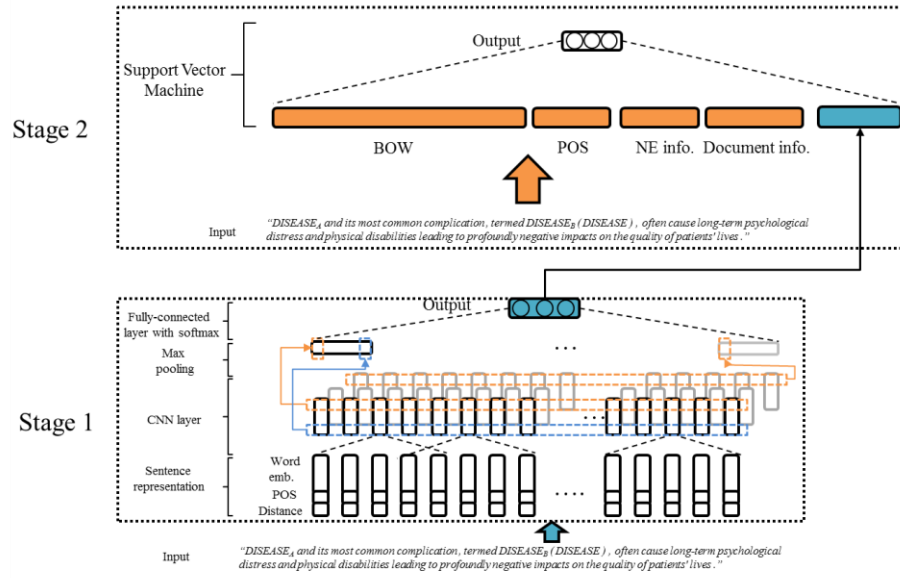 Output
Support Vector
Machine
Stage 2
BOW
POS
NE info.
Document info.
Input
"DISEASE_A and its most common complication, termed DISEASE_B (DISEASE) , often cause long-term psychological
distress and physical disabilities leading to profoundly negative impacts on the quality of patients' lives ."
Output
Fully-connected
layer with softmax
Max
pooling
. . .
Stage 1
CNN layer
...
Sentence
representation
Word
emb.
POS
Distance
....
Input
"DISEASE_A and its most common complication, termed DISEASE_B (DISEASE) , often cause long-term psychological
distress and physical disabilities leading to profoundly negative impacts on the quality of patients' lives ."